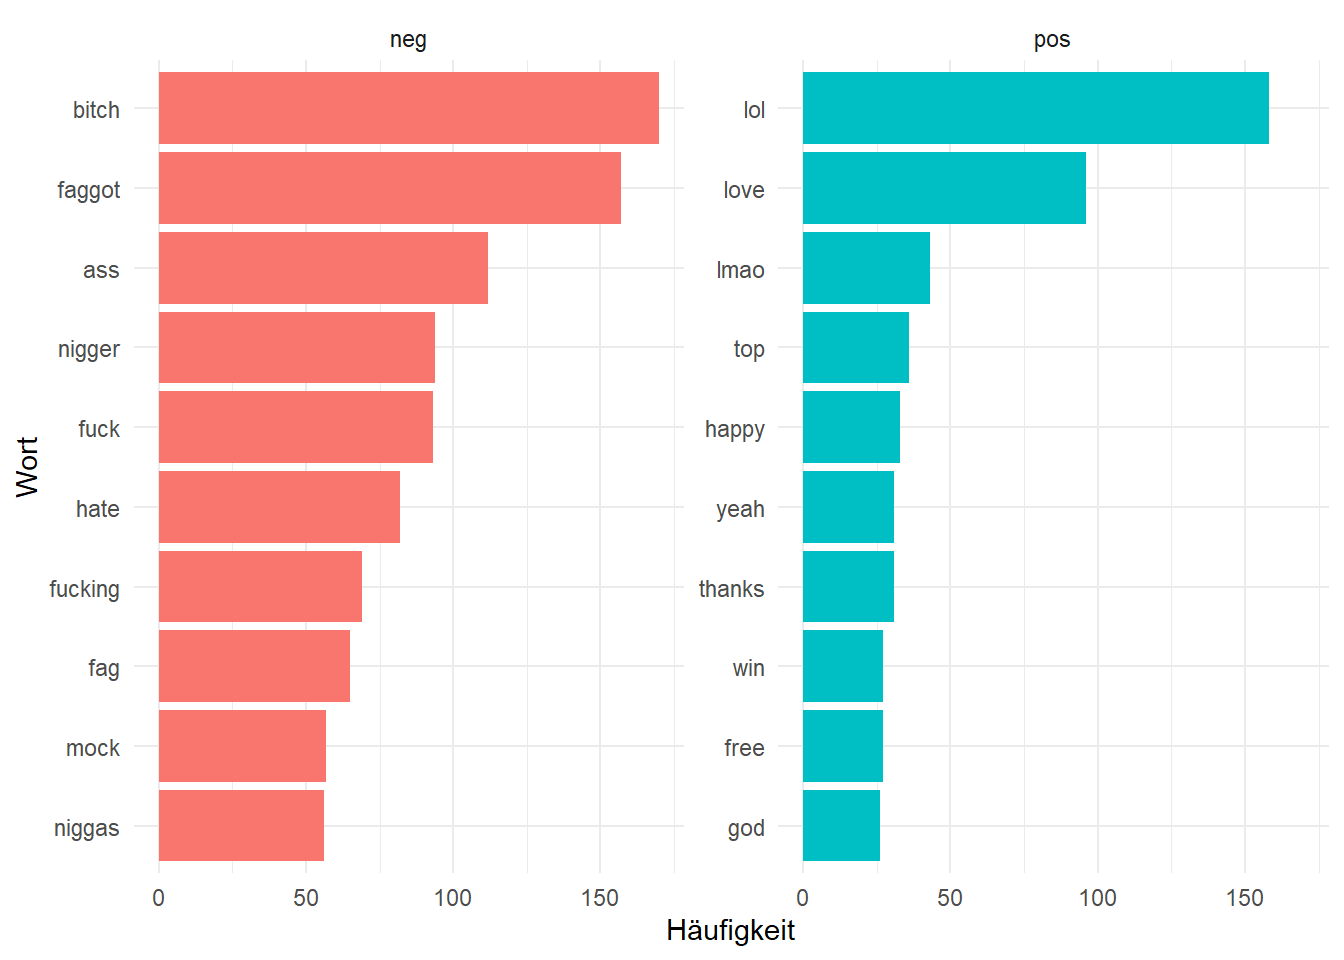 neg
pos
bitch
faggot
ass
nigger
fuck
hate
fucking
fag
mock
niggas
lol
love
lmao
top
happy
yeah
thanks
win
free
god
Wort
0 50 100 150
0 50 100 150
Häufigkeit